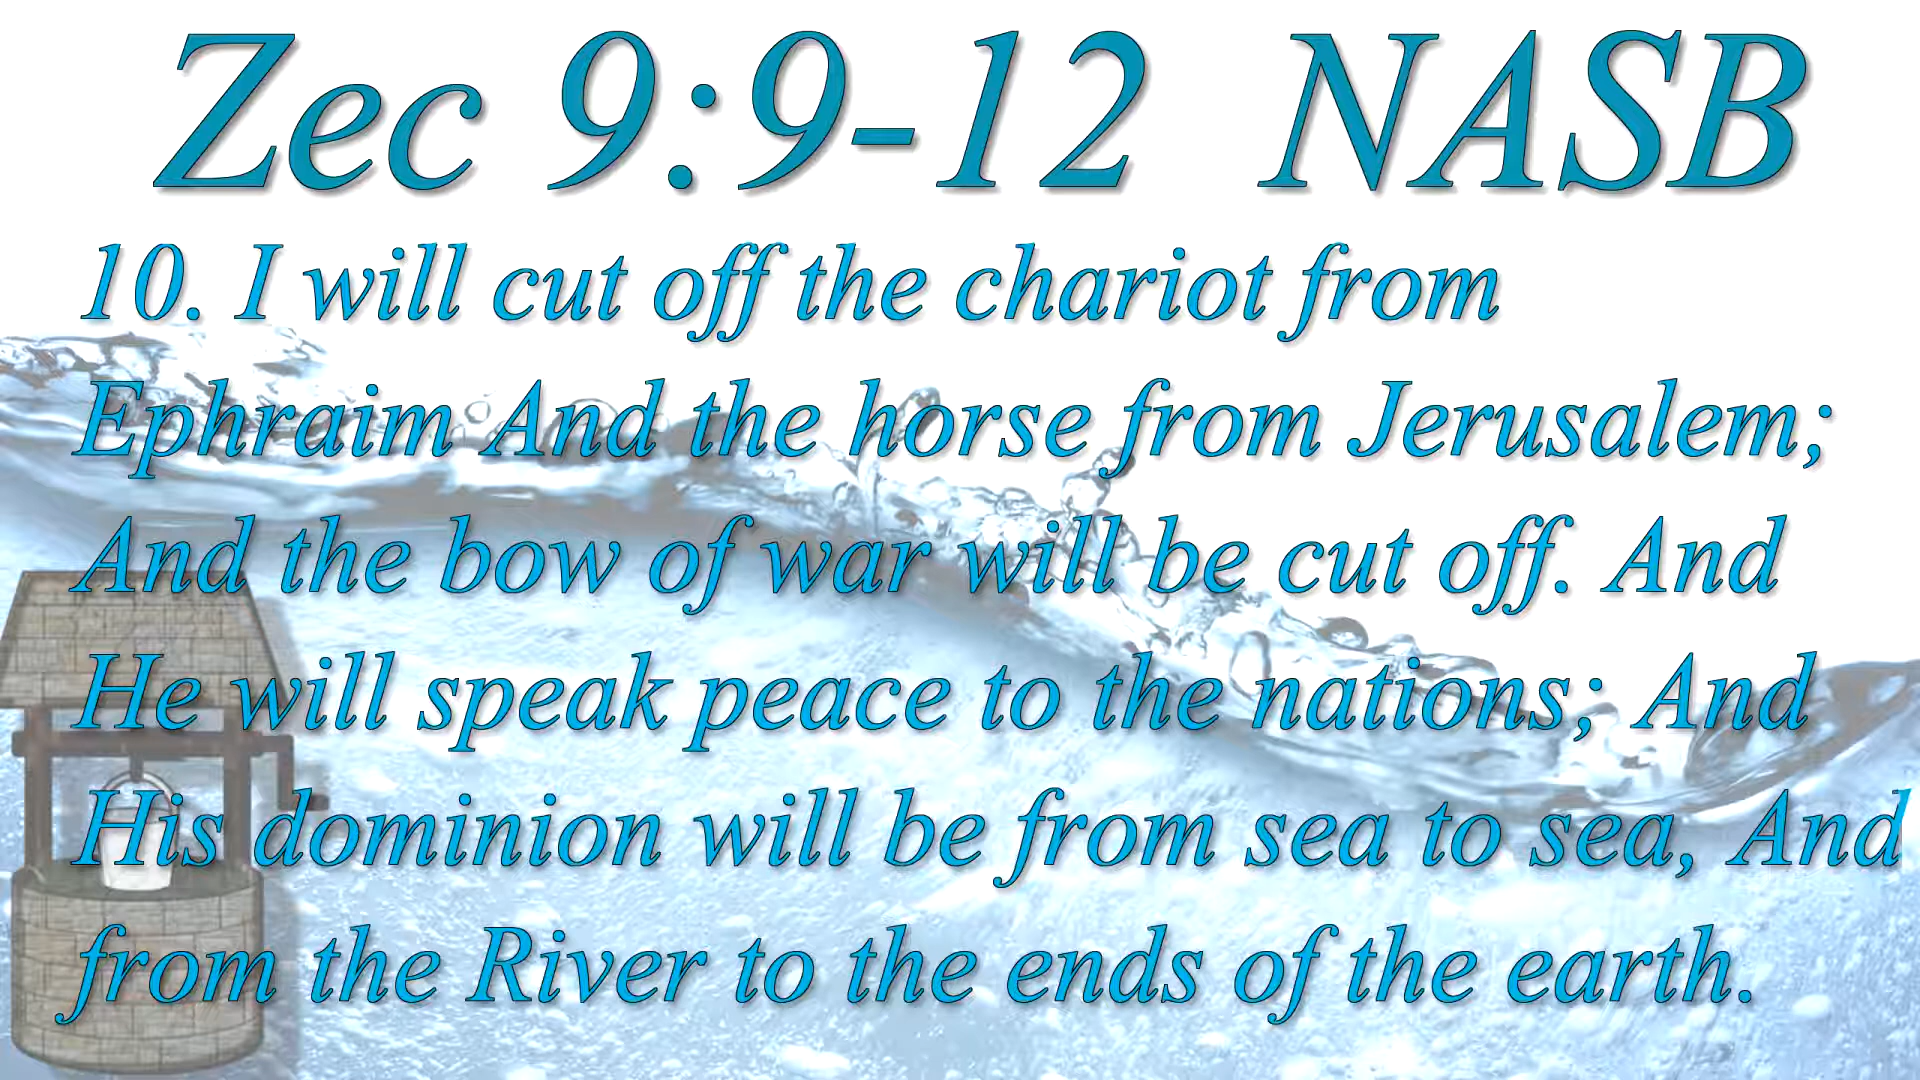 Zec 9:9-12 NASB
10. I will cut off the chariot from
Ephraim And the horse from Jerusalem;
And the bow of war will be cut off. And
He will speak peace to the nations; And
His dominion will be from sea to sea, And
from the River to the ends of the earth.